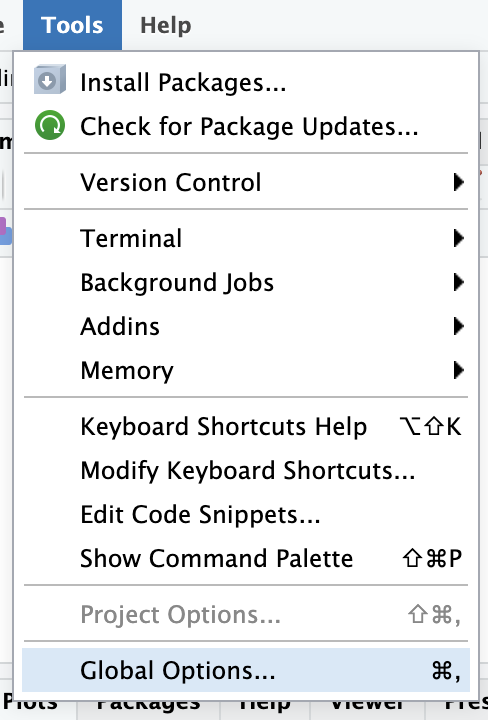 Tools Help
Install Packages...
Check for Package Updates...
Version Control
Terminal
Background Jobs
Addins
Memory
Keyboard Shortcuts Help ⌥⇧K
Modify Keyboard Shortcuts...
Edit Code Snippets...
Show Command Palette ⇧⌘P
Project Options... ⇧⌘,
Global Options... ⌘,
Plots Packages Help Viewer Pres